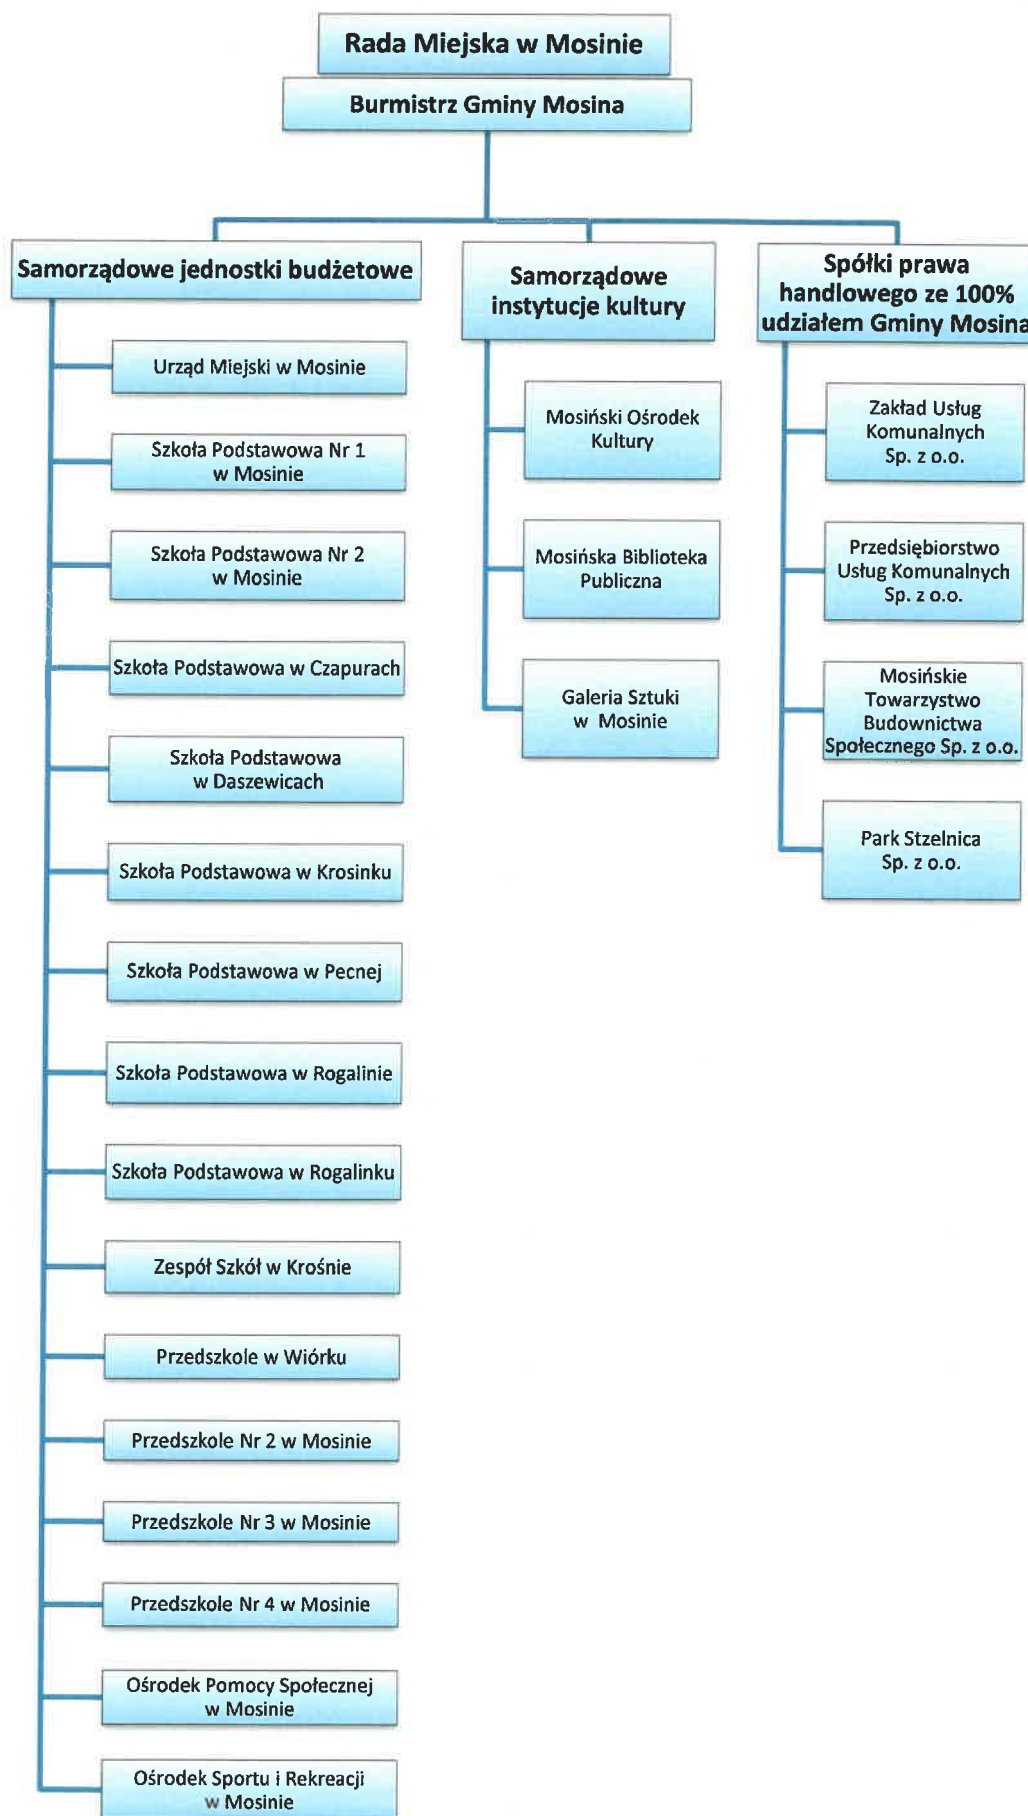 Rada Miejska w Mosinie
Burmistrz Gminy Mosina
Samorządowe jednostki budżetowe
Urząd Miejski w Mosinie
Szkoła Podstawowa Nr 1
w Mosinie
Szkoła Podstawowa Nr 2
w Mosinie
Szkoła Podstawowa w Czapurach
Szkoła Podstawowa
w Daszewicach
Szkoła Podstawowa w Krosinku
Szkoła Podstawowa w Pecnej
Szkoła Podstawowa w Rogalinie
Szkoła Podstawowa w Rogalinku
Zespół Szkół w Krośnie
Przedszkole w Wiórku
Przedszkole Nr 2 w Mosinie
Przedszkole Nr 3 w Mosinie
Przedszkole Nr 4 w Mosinie
Ośrodek Pomocy Społecznej
w Mosinie
Ośrodek Sportu i Rekreacji
w Mosinie
Samorządowe
instytucje kultury
Mosiński Ośrodek
Kultury
Mosińska Biblioteka
Publiczna
Galeria Sztuki
w Mosinie
Spółki prawa
handlowego ze 100%
udziałem Gminy Mosina
Zakład Usług
Komunalnych
Sp. z o.o.
Przedsiębiorstwo
Usług Komunalnych
Sp. z o.o.
Mosińskie
Towarzystwo
Budownictwa
Społecznego Sp. z o.o.
Park Stzelnica
Sp. z o.o.